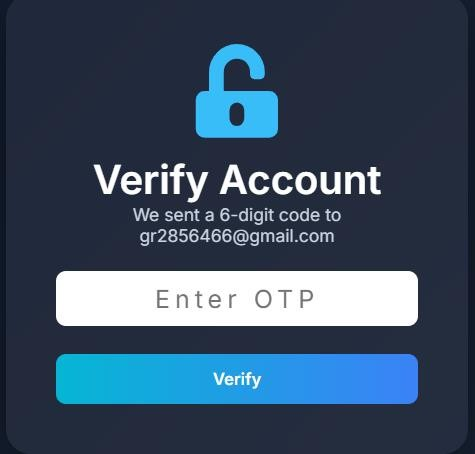 Verify Account
We sent a 6-digit code to
gr2856466@gmail.com
Enter OTP
Verify